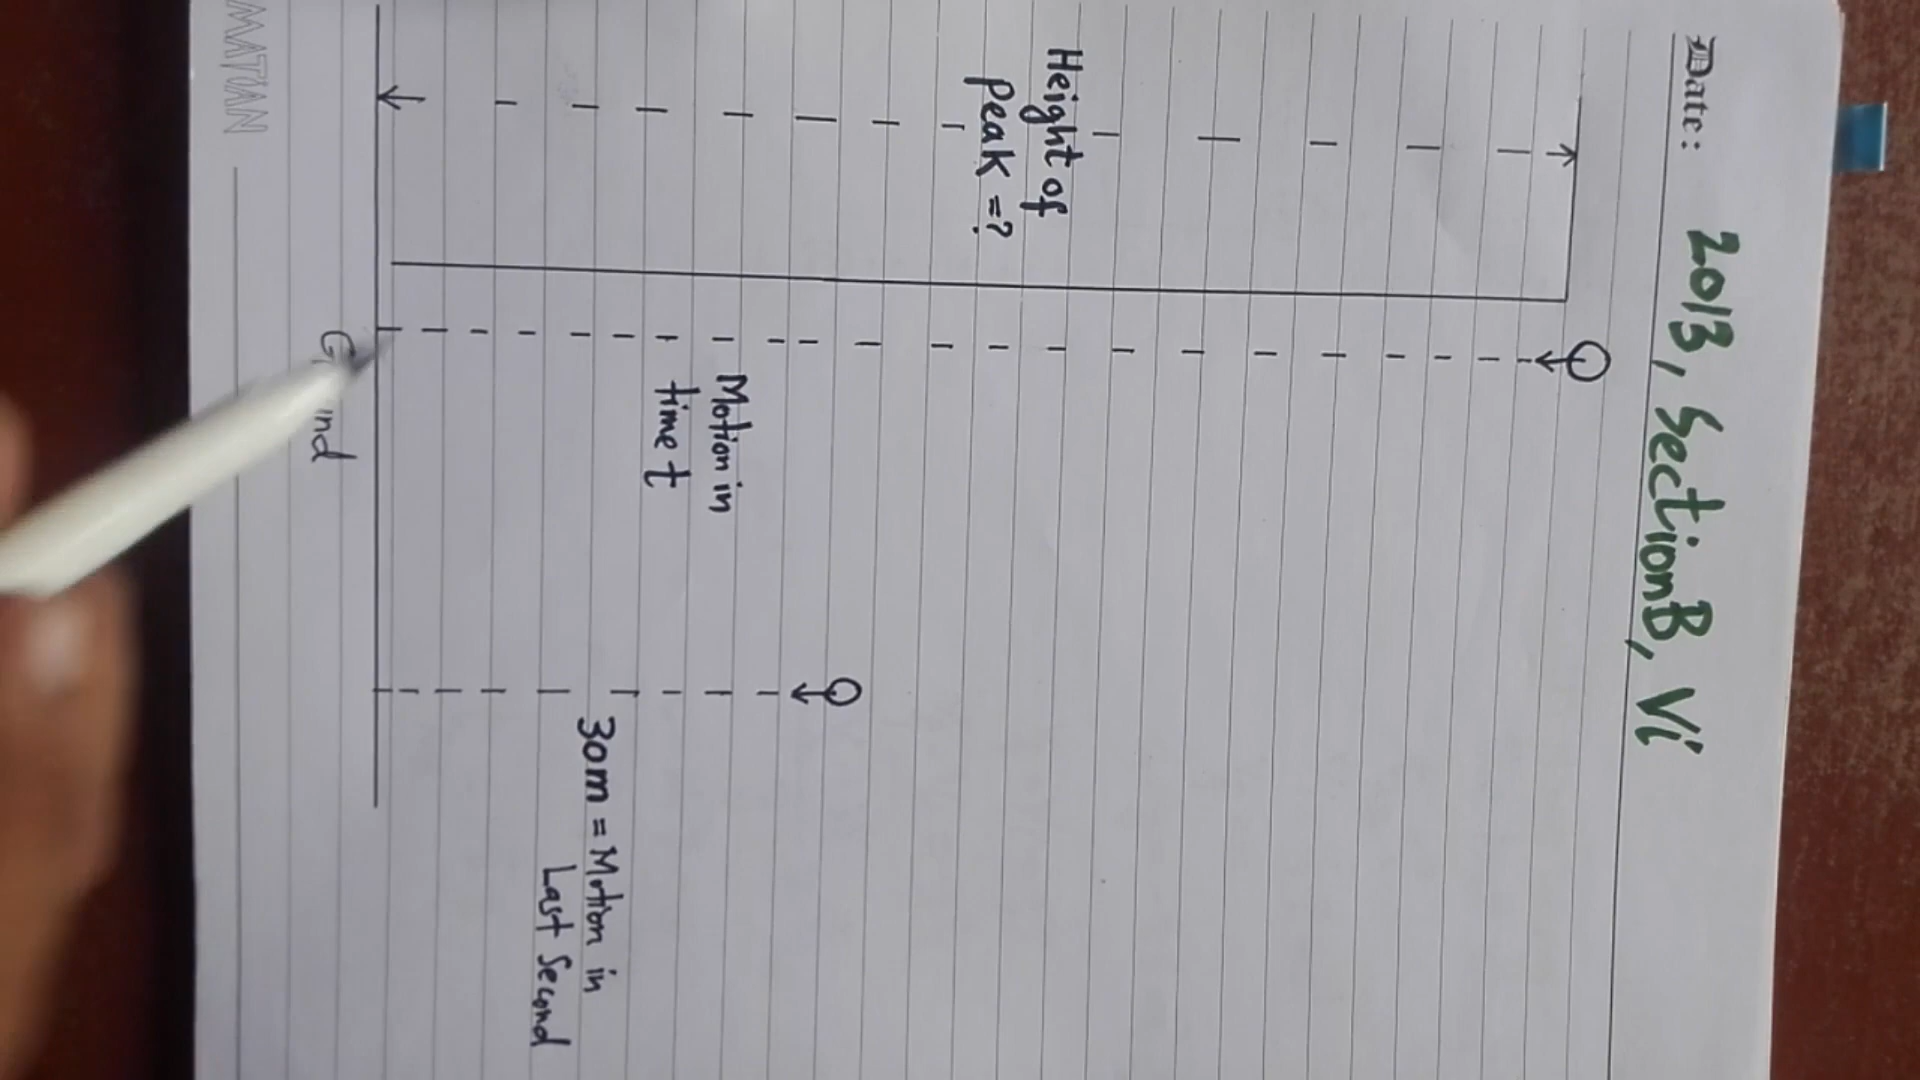 Date:
2013, Section B, Vi
Height of
Peak = ?
Motion in
time t
30m = Motion in
Last Second